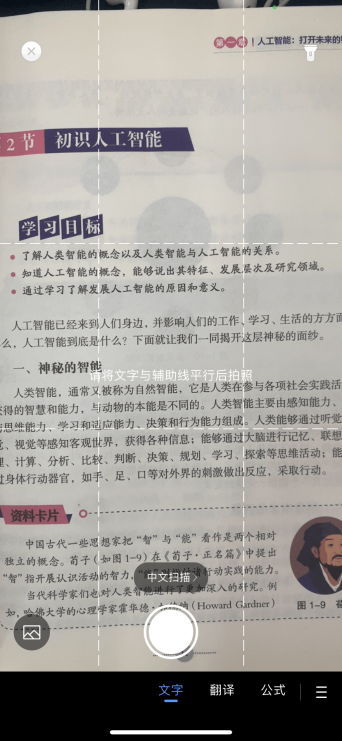 第一章 | 人工智能：打开未来的
2 节 初识人工智能
学习目标
了解人类智能的概念以及人类智能与人工智能的关系。
知道人工智能的概念，能够说出其特征、发展层次及研究领域。
通过学习了解发展人工智能的原因和意义。
人工智能已经来到人们身边，并影响人们的工作、学习、生活的方方面
么，人工智能到底是什么？下面就让我们一同揭开这层神秘的面纱。
一、神秘的智能
请将文字与辅助线平行后拍照
人类智能，通常又被称为自然智能，它是人类在参与各项社会实践活
获得的智慧和能力，与动物的本能是不同的。人类智能主要由感知能力、
思维能力、学习和适应能力、决策和行为能力组成。人类能够通过听觉
、视觉等感知客观世界，获得各种信息；能够通过大脑进行记忆、联想
、计算、分析、比较、判断、决策、规划、学习、探索等思维活动；能
身体行动器官，如手、足、口等对外界的刺激做出反应，采取行动。
资料卡片
中国古代一些思想家把“智”与“能”看作是两个相对
独立的概念。荀子（如图1-9）在《荀子·正名篇》中提出
“智”指开展认识活动的智力，行动实践的能力。
中文扫描
当代科学家们也对人类智能进行了更加深入的研究。例
如，哈佛大学的心理学家霍华德·(Howard Gardner)
图 1-9
文字 翻译 公式